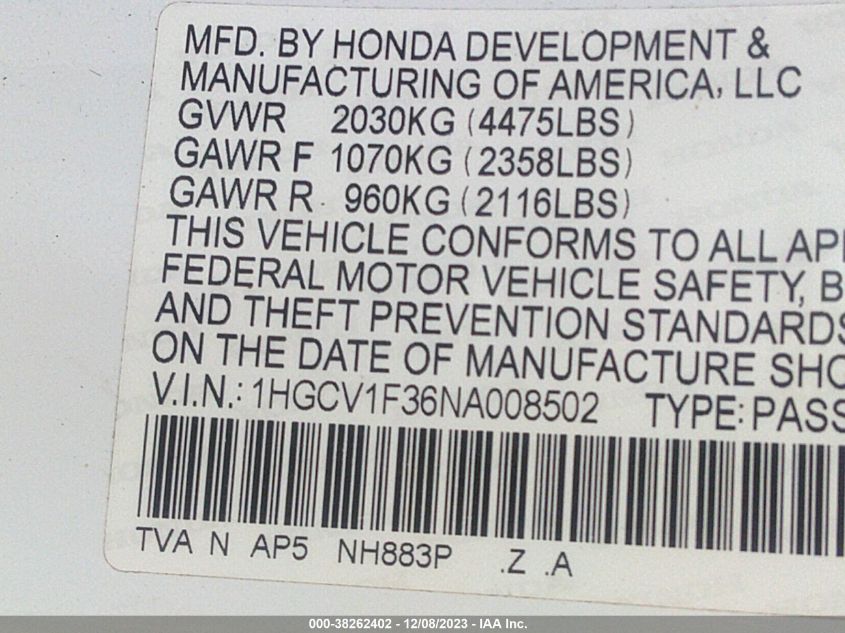 MFD. BY HONDA DEVELOPMENT &
MANUFACTURING OF AMERICA, LLC
GVWR 2030KG (4475LBS)
GAWR F 1070KG (2358LBS)
GAWR R 960KG (2116LBS)
THIS VEHICLE CONFORMS TO ALL APP
FEDERAL MOTOR VEHICLE SAFETY, B
AND THEFT PREVENTION STANDARDS
ON THE DATE OF MANUFACTURE SHO
V.I.N.: 1HGCV1F36NA008502 TYPE: PASS
TVA N AP5 NH883P .Z .A
000-38262402 - 12/08/2023 - IAA Inc.